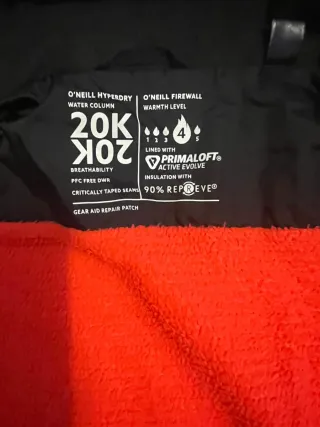 O'NEILL HYPERDRY
WATER COLUMN
20K
20K
BREATHABILITY
PFC FREE DWR
CRITICALLY TAPED SEAMS
GEAR AID REPAIR PATCH
O'NEILL FIREWALL
WARMTH LEVEL
1 2 3 4 5
LINED WITH
PRIMALOFT®
ACTIVE EVOLVE
INSULATION WITH
90% REPREVE®